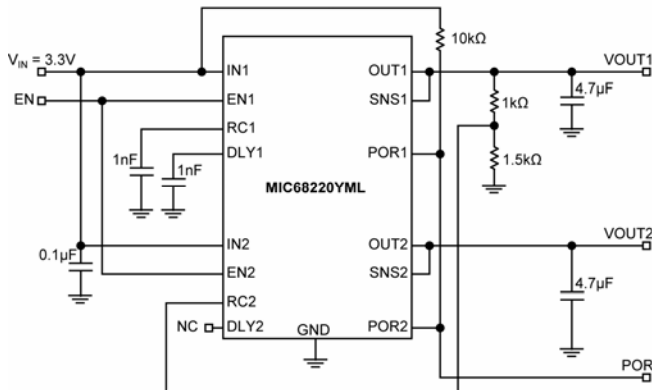 10kΩ
VIN = 3.3V
IN1
OUT1
VOUT1
EN
EN1
SNS1
1kΩ
4.7µF
RC1
1nF
DLY1
POR1
1.5kΩ
1nF
MIC68220YML
IN2
OUT2
VOUT2
0.1µF
EN2
SNS2
4.7µF
RC2
NC
DLY2
GND
POR2
POR